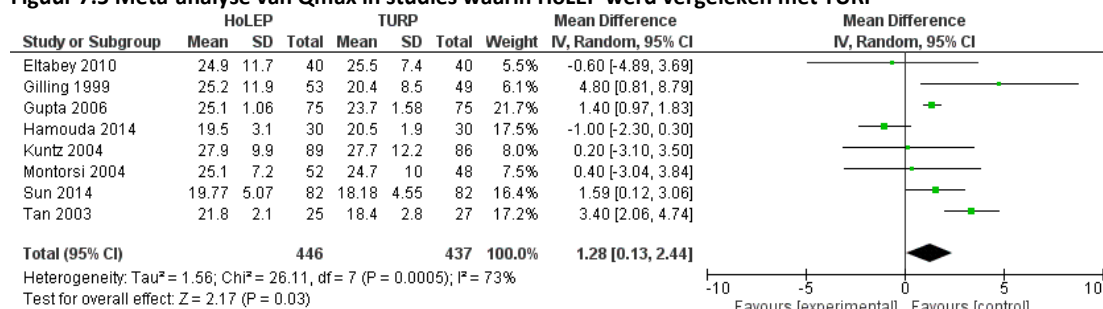 Figuur 7.5 Meta-analyse van Qmax in studies waarin HoLEP werd vergeleken met TURP
HoLEP TURP Mean Difference Mean Difference
Study or Subgroup Mean SD Total Mean SD Total Weight IV, Random, 95% CI IV, Random, 95% CI
Eltabey 2010 24.9 11.7 40 25.5 7.4 40 5.5% -0.60 [-4.89, 3.69]
Gilling 1999 25.2 11.9 53 20.4 8.5 49 6.1% 4.80 [0.81, 8.79]
Gupta 2006 25.1 1.06 75 23.7 1.58 75 21.7% 1.40 [0.97, 1.83]
Hamouda 2014 19.5 3.1 30 20.5 1.9 30 17.5% -1.00 [-2.30, 0.30]
Kuntz 2004 27.9 9.9 89 27.7 12.2 86 8.0% 0.20 [-3.10, 3.50]
Montorsi 2004 25.1 7.2 52 24.7 10 48 7.5% 0.40 [-3.04, 3.84]
Sun 2014 19.77 5.07 82 18.18 4.55 82 16.4% 1.59 [0.12, 3.06]
Tan 2003 21.8 2.1 25 18.4 2.8 27 17.2% 3.40 [2.06, 4.74]
Total (95% CI) 446 437 100.0% 1.28 [0.13, 2.44]
Heterogeneity: Tau² = 1.56; Chi² = 26.11, df = 7 (P = 0.0005); I² = 73%
Test for overall effect: Z = 2.17 (P = 0.03)
-10 -5 0 5 10
Favours [experimental] Favours [control]